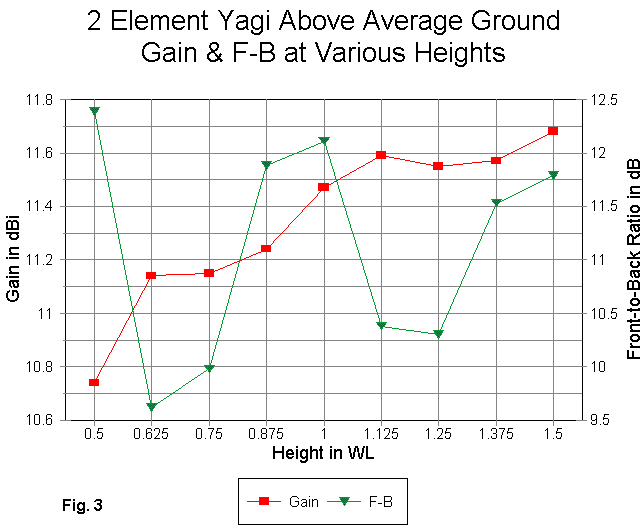 2 Element Yagi Above Average Ground
Gain & F-B at Various Heights
11.8
11.6
11.4
11.2
11
10.8
10.6
Gain in dBi
12.5
12
11.5
11
10.5
10
9.5
Front-to-Back Ratio in dB
0.5 0.625 0.75 0.875 1 1.125 1.25 1.375 1.5
Height in WL
Fig. 3
Gain F-B